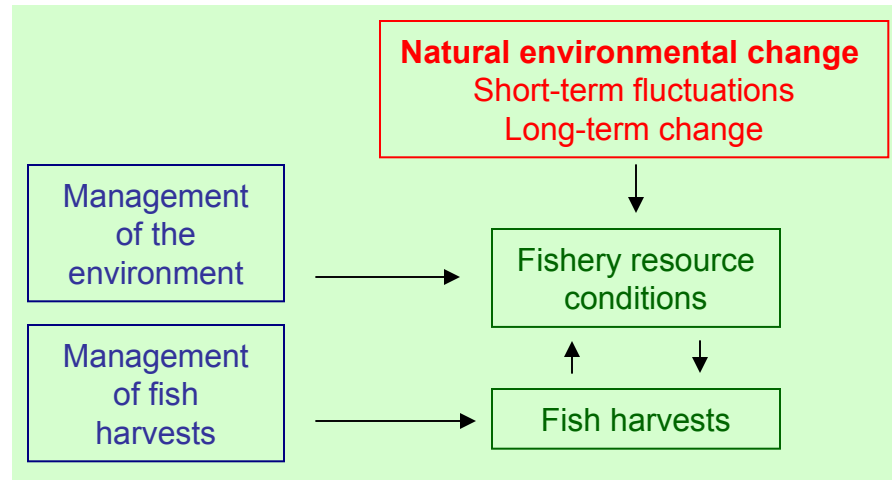 Natural environmental change
Short-term fluctuations
Long-term change
Management
of the
environment
Fishery resource
conditions
Management
of fish
harvests
Fish harvests